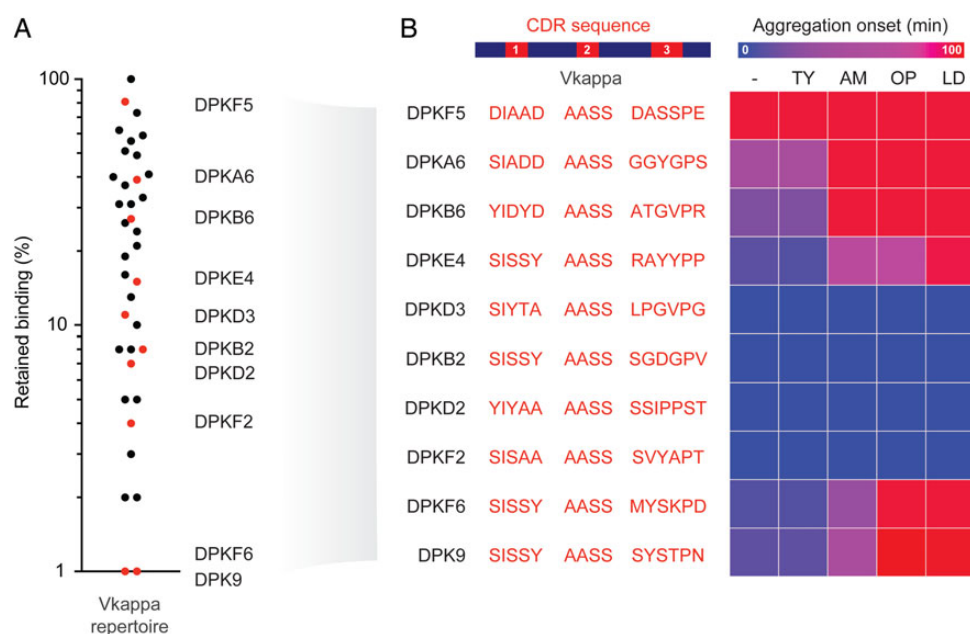 A
100
10
1
Retained binding (%)
DPKF5
DPKA6
DPKB6
DPKE4
DPKD3
DPKB2
DPKD2
DPKF2
DPKF6
DPK9
Vkappa
repertoire
B
CDR sequence
1 2 3
Vkappa
Aggregation onset (min)
0 100
- TY AM OP LD
DPKF5 DIAAD AASS DASSPE
DPKA6 SIADD AASS GGYGPS
DPKB6 YIDYD AASS ATGVPR
DPKE4 SISSY AASS RAYYPP
DPKD3 SIYTA AASS LPGVPG
DPKB2 SISSY AASS SGDGPV
DPKD2 YIYAA AASS SSIPPST
DPKF2 SISAA AASS SVYAPT
DPKF6 SISSY AASS MYSKPD
DPK9 SISSY AASS SYSTPN